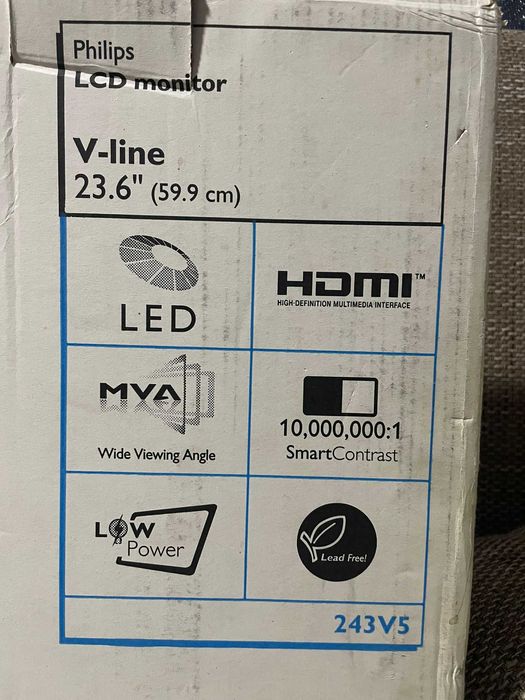 Philips
LCD monitor
V-line
23.6" (59.9 cm)
LED
HDMI™
HIGH-DEFINITION MULTIMEDIA INTERFACE
MVA
Wide Viewing Angle
10,000,000:1
SmartContrast
LOW
Power
Lead Free!
243V5